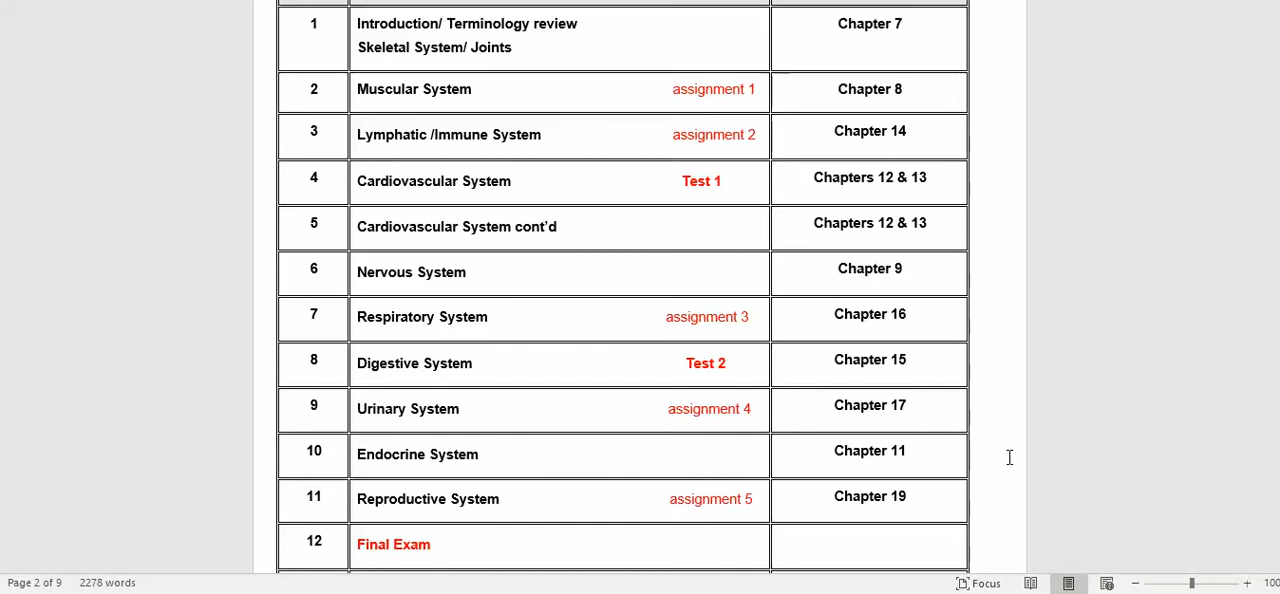 1 Introduction/ Terminology review Chapter 7
Skeletal System/ Joints
2 Muscular System assignment 1 Chapter 8
3 Lymphatic /Immune System assignment 2 Chapter 14
4 Cardiovascular System Test 1 Chapters 12 & 13
5 Cardiovascular System cont’d Chapters 12 & 13
6 Nervous System Chapter 9
7 Respiratory System assignment 3 Chapter 16
8 Digestive System Test 2 Chapter 15
9 Urinary System assignment 4 Chapter 17
10 Endocrine System Chapter 11
11 Reproductive System assignment 5 Chapter 19
12 Final Exam
Page 2 of 9 2278 words Focus 100